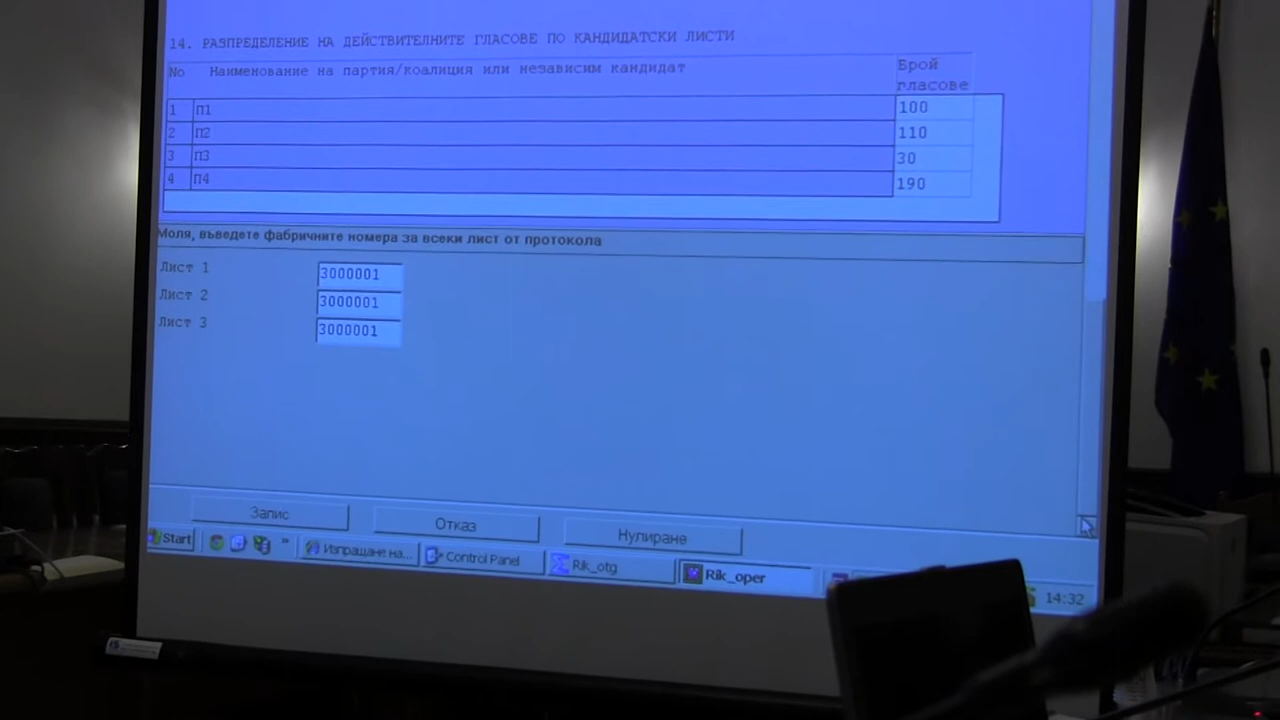 14. РАЗПРЕДЕЛЕНИЕ НА ДЕЙСТВИТЕЛНИТЕ ГЛАСОВЕ ПО КАНДИДАТСКИ ЛИСТИ
No Наименование на партия/коалиция или независим кандидат Брой гласове
1 П1 100
2 П2 110
3 П3 30
4 П4 190
Моля, въведете фабричните номера за всеки лист от протокола
Лист 1 3000001
Лист 2 3000001
Лист 3 3000001
Запис Отказ Нулиране
Start » Изпращане на... Control Panel Rik_otg Rik_oper 14:32